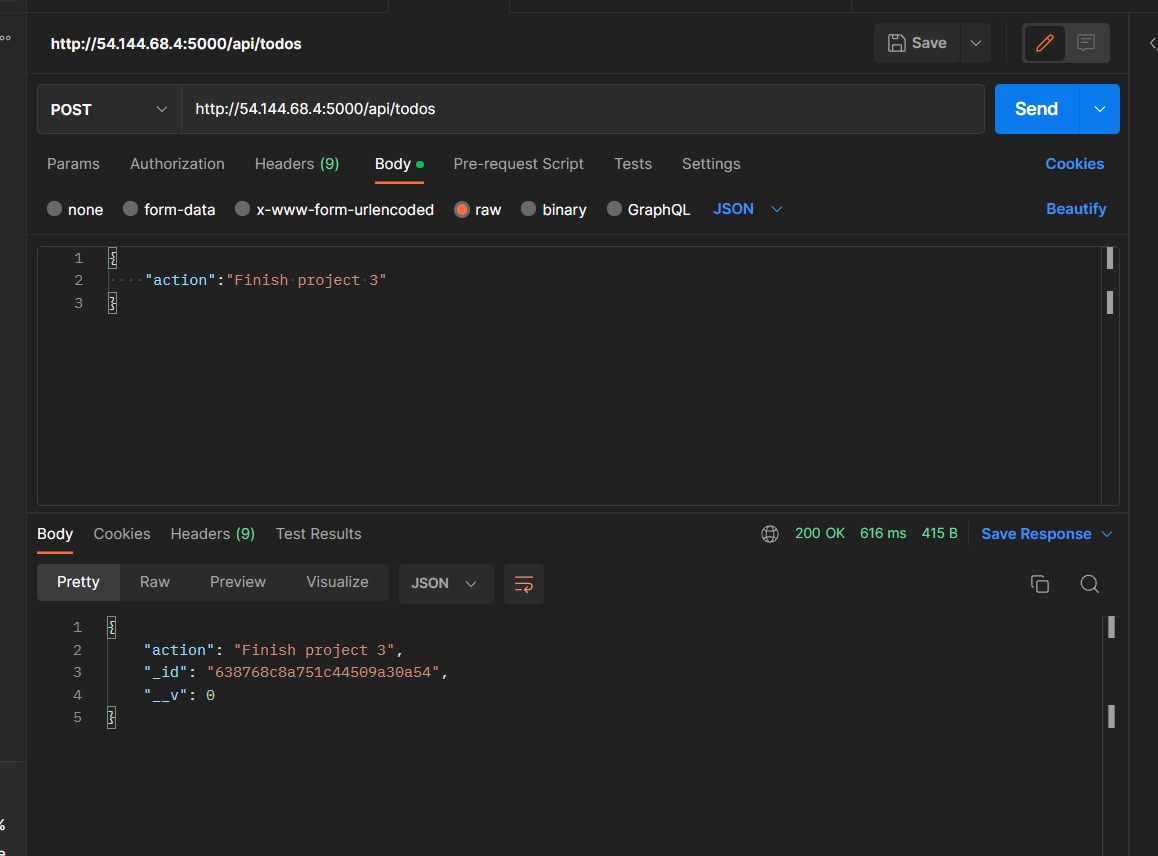 http://54.144.68.4:5000/api/todos
Save
POST
http://54.144.68.4:5000/api/todos
Send
Params Authorization Headers (9) Body Pre-request Script Tests Settings Cookies
none form-data x-www-form-urlencoded raw binary GraphQL JSON Beautify
1 {
2 ····"action":"Finish·project·3"
3 }
Body Cookies Headers (9) Test Results 200 OK 616 ms 415 B Save Response
Pretty Raw Preview Visualize JSON
1 {
2 "action": "Finish project 3",
3 "_id": "638768c8a751c44509a30a54",
4 "__v": 0
5 }
%